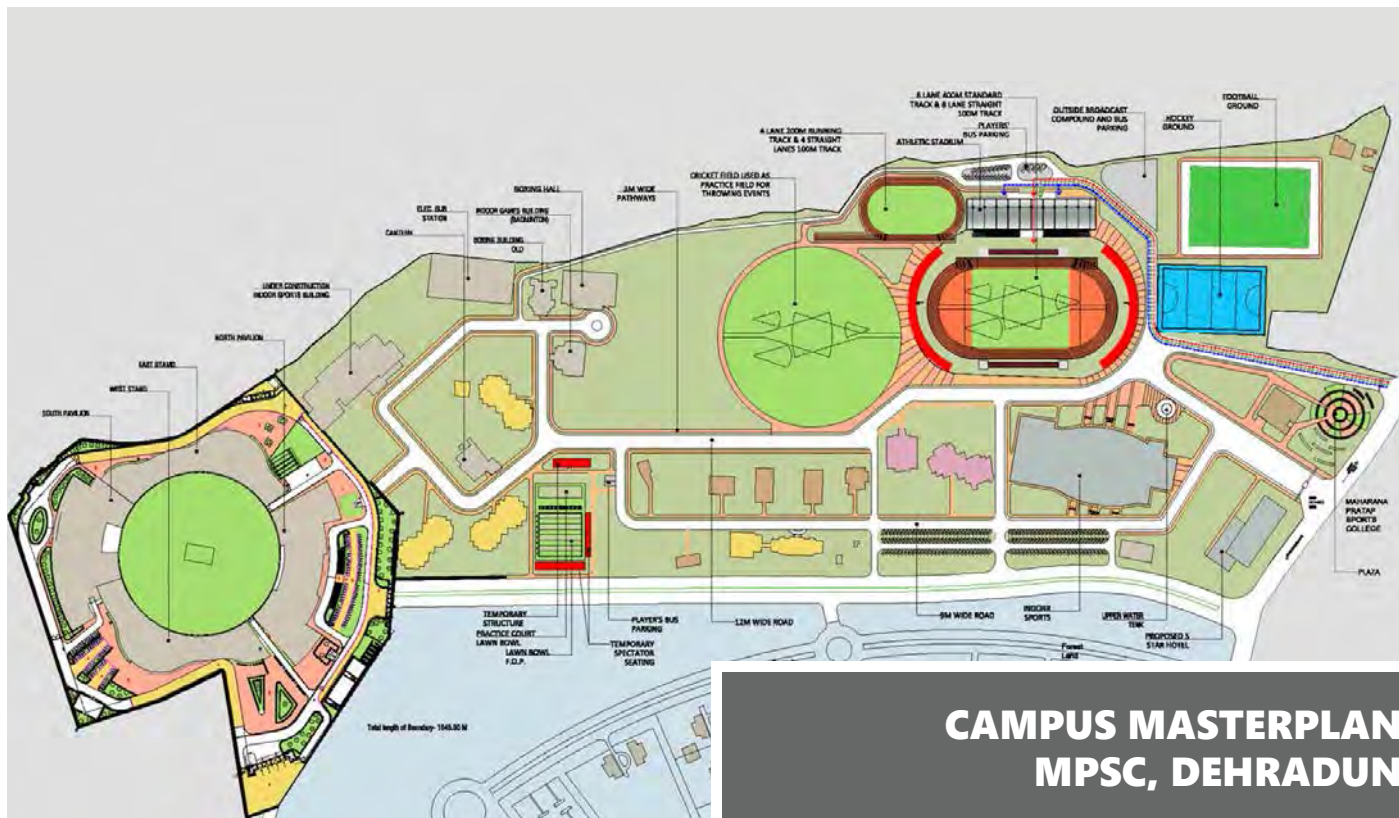 8 LANE 400M STANDARD
TRACK & 8 LANE STRAIGHT
100M TRACK
PLAYERS'
BUS PARKING
ATHLETIC STADIUM
OUTSIDE BROADCAST
COMPOUND AND BUS
PARKING
HOCKEY
GROUND
FOOTBALL
GROUND
4 LANE 200M RUNNING
TRACK & 4 STRAIGHT
LANES 100M TRACK
CRICKET FIELD USED AS
PRACTICE FIELD FOR
THROWING EVENTS
3M WIDE
PATHWAYS
BOXING HALL
INDOOR GAMES BUILDING
(BADMINTON)
BOXING BUILDING
OLD
ELEC. SUB
STATION
CANTEEN
UNDER CONSTRUCTION
INDOOR SPORTS BUILDING
NORTH PAVILION
EAST STAND
WEST STAND
SOUTH PAVILION
MAHARANA
PRATAP
SPORTS
COLLEGE
PLAZA
TEMPORARY
STRUCTURE
PRACTICE COURT
LAWN BOWL
LAWN BOWL
F.O.P.
TEMPORARY
SPECTATOR
SEATING
PLAYER'S BUS
PARKING
12M WIDE ROAD
9M WIDE ROAD
INDOOR
SPORTS
UPPER WATER
TANK
PROPOSED 5
STAR HOTEL
Forest
Land
Total length of Boundary-
CAMPUS MASTERPLAN
MPSC, DEHRADUN